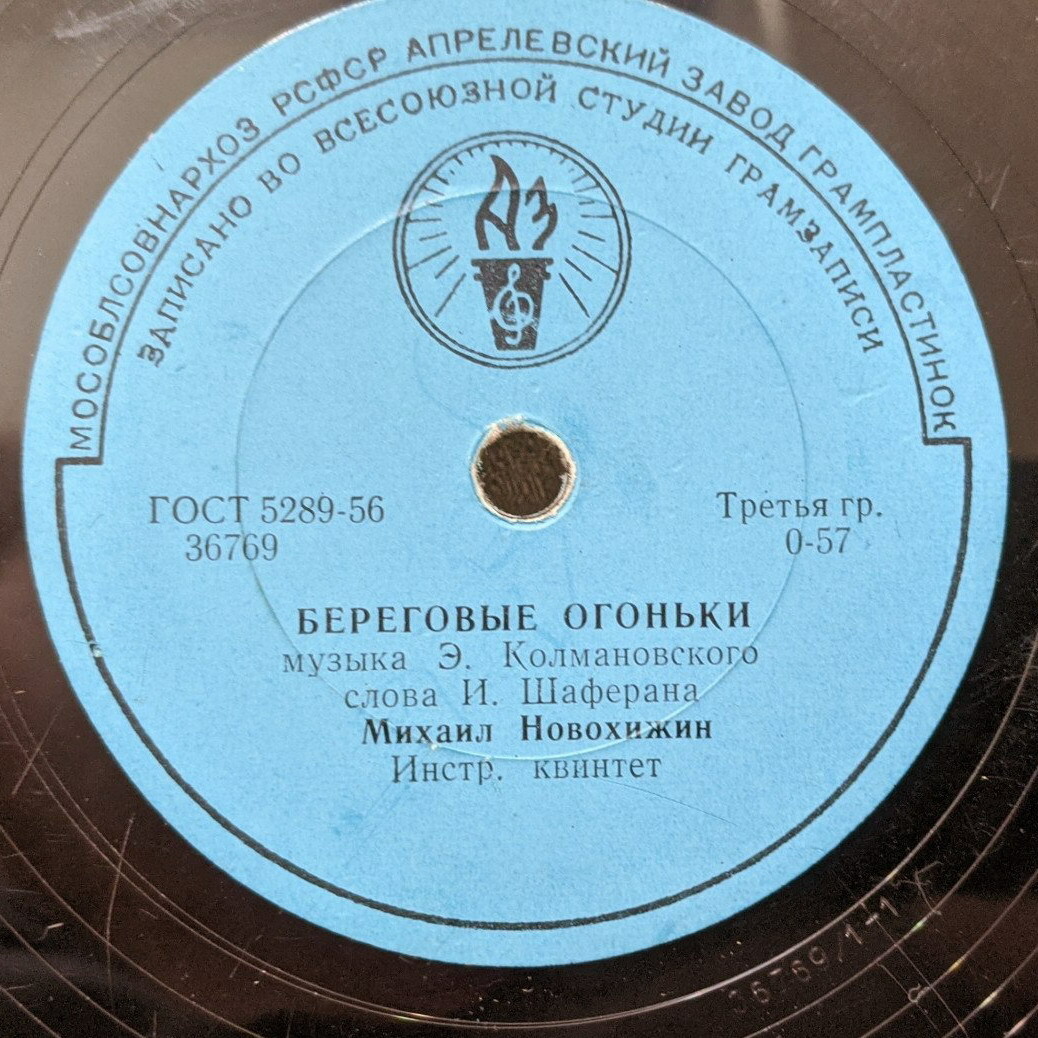 МОСОБЛСОВНАРХОЗ РСФСР АПРЕЛЕВСКИЙ ЗАВОД ГРАМПЛАСТИНОК
ЗАПИСАНО ВО ВСЕСОЮЗНОЙ СТУДИИ ГРАМЗАПИСИ
АЗ
ГОСТ 5289-56
36769
Третья гр.
0-57
БЕРЕГОВЫЕ ОГОНЬКИ
музыка Э. Колмановского
слова И. Шаферана
Михаил Новохижин
Инстр. квинтет
36769/1-1